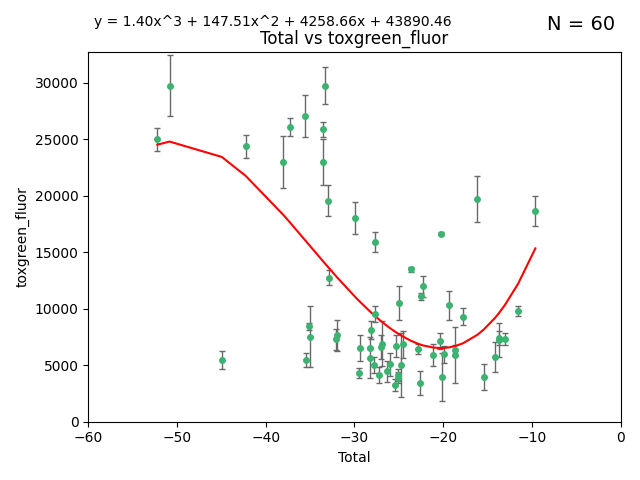 y = 1.40x^3 + 147.51x^2 + 4258.66x + 43890.46
N = 60
Total vs toxgreen_fluor
30000
25000
20000
15000
10000
5000
0
toxgreen_fluor
−60 −50 −40 −30 −20 −10 0
Total